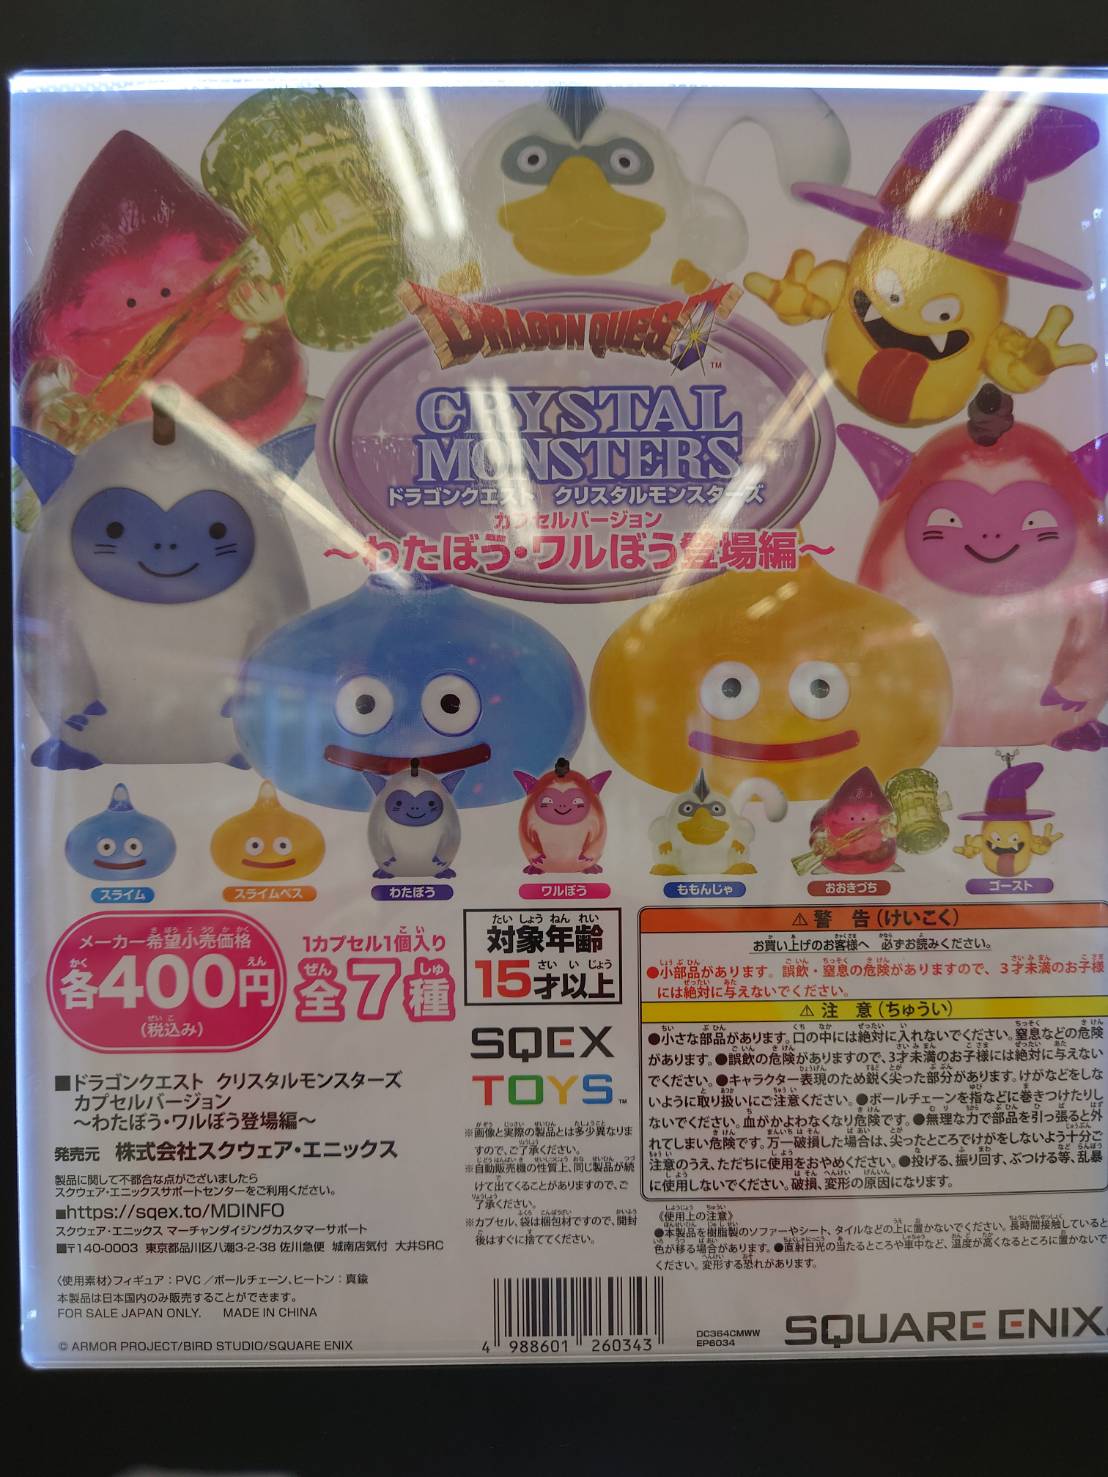 DRAGON QUEST™
CRYSTAL
MONSTERS
ドラゴンクエスト クリスタルモンスターズ
カプセルバージョン
～わたぼう・ワルぼう登場編～
スライム
スライムベス
わたぼう
ワルぼう
ももんじゃ
おおきづち
ゴースト
メーカー希望小売価格
各400円
(税込み)
1カプセル1個入り
全7種
対象年齢
15才以上
SQEX
TOYS™
■ドラゴンクエスト クリスタルモンスターズ
カプセルバージョン
～わたぼう・ワルぼう登場編～
発売元 株式会社スクウェア・エニックス
製品に関して不都合な点がございましたら
スクウェア・エニックスサポートセンターをご利用ください。
■https://sqex.to/MDINFO
スクウェア・エニックス マーチャンダイジングカスタマーサポート
■〒140-0003 東京都品川区八潮3-2-38 佐川急便 城南店気付 大井SRC
〈使用素材〉フィギュア：PVC／ボールチェーン、ヒートン：真鍮
本製品は日本国内のみ販売することができます。
FOR SALE JAPAN ONLY. MADE IN CHINA
© ARMOR PROJECT/BIRD STUDIO/SQUARE ENIX
※画像と実際の製品とは多少異なりま
すので、ご了承ください。
※自動販売機の性質上、同じ製品が続
けて出てくることがありますので、ご
了承ください。
※カプセル、袋は梱包材ですので、開封
後はすぐに捨ててください。
4 988601 260343
⚠警 告(けいこく)
お買い上げのお客様へ 必ずお読みください。
●小部品があります。誤飲・窒息の危険がありますので、3才未満のお子様
には絶対に与えないでください。
⚠注 意(ちゅうい)
●小さな部品があります。口の中には絶対に入れないでください。窒息などの危険
があります。●誤飲の危険がありますので、3才未満のお子様には絶対に与えない
でください。●キャラクター表現のため鋭く尖った部分があります。けがなどをしな
いように取り扱いにご注意ください。●ボールチェーンを指などに巻きつけたりし
ないでください。血がかよわなくなり危険です。●無理な力で部品を引っ張ると外
れてしまい危険です。万一破損した場合は、尖ったところでけがをしないよう十分ご
注意のうえ、ただちに使用をおやめください。●投げる、振り回す、ぶつける等、乱暴
に使用しないでください。破損、変形の原因になります。
《使用上の注意》
●本製品を樹脂製のソファーやシート、タイルなどの上に置かないでください。長時間接触していると
色が移る場合があります。●直射日光の当たるところや車中など、温度が高くなるところに置かないで
ください。変形する恐れがあります。
DC364CMWW
EP6034
SQUARE ENIX.